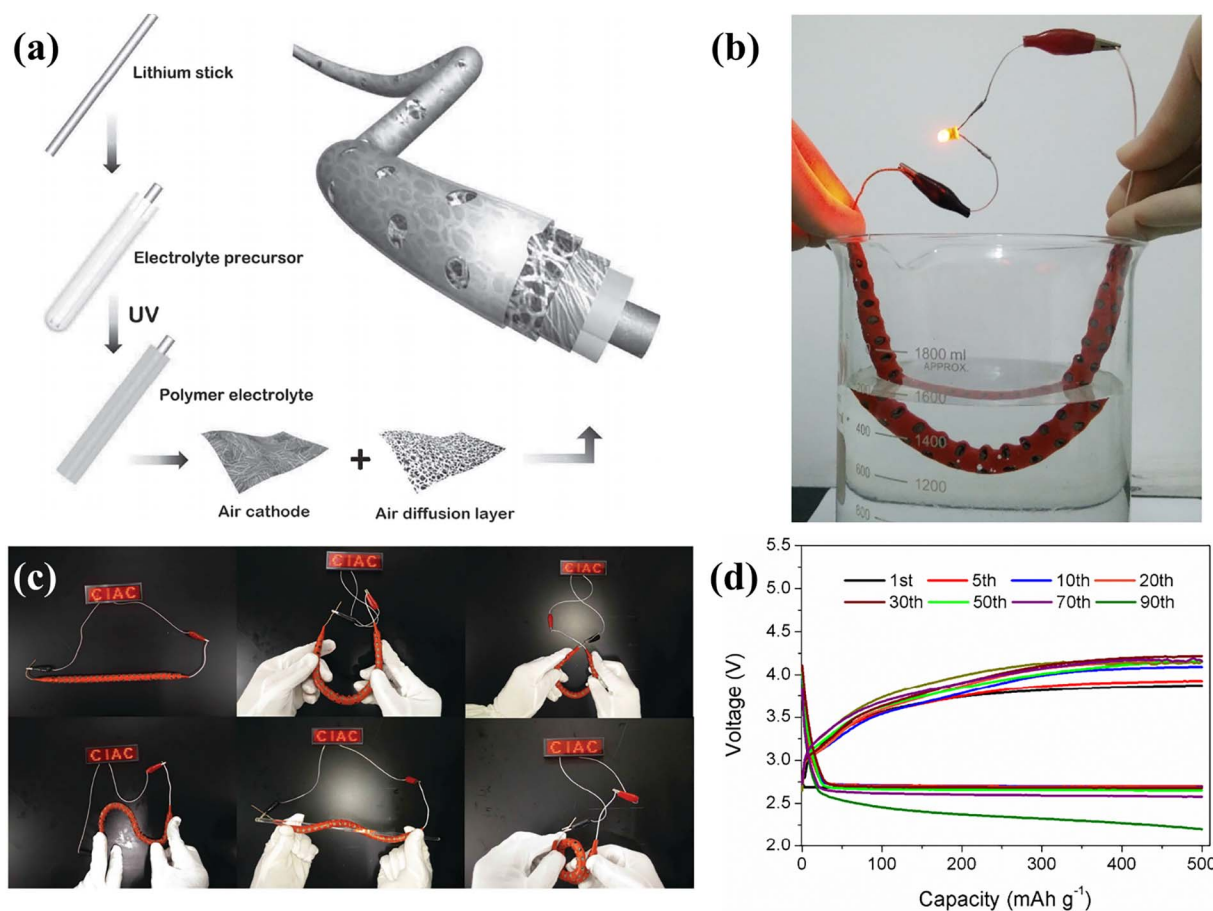 (a)
Lithium stick
Electrolyte precursor
UV
Polymer electrolyte
+
Air cathode
Air diffusion layer
(b)
1800 ml
APPROX.
1600
400
1400
600
1200
800
(c)
CIAC
CIAC
CIAC
CIAC
CIAC
CIAC
(d)
5.5
5.0
4.5
4.0
3.5
3.0
2.5
2.0
Voltage (V)
1st 5th 10th 20th
30th 50th 70th 90th
0 100 200 300 400 500
Capacity (mAh g⁻¹)